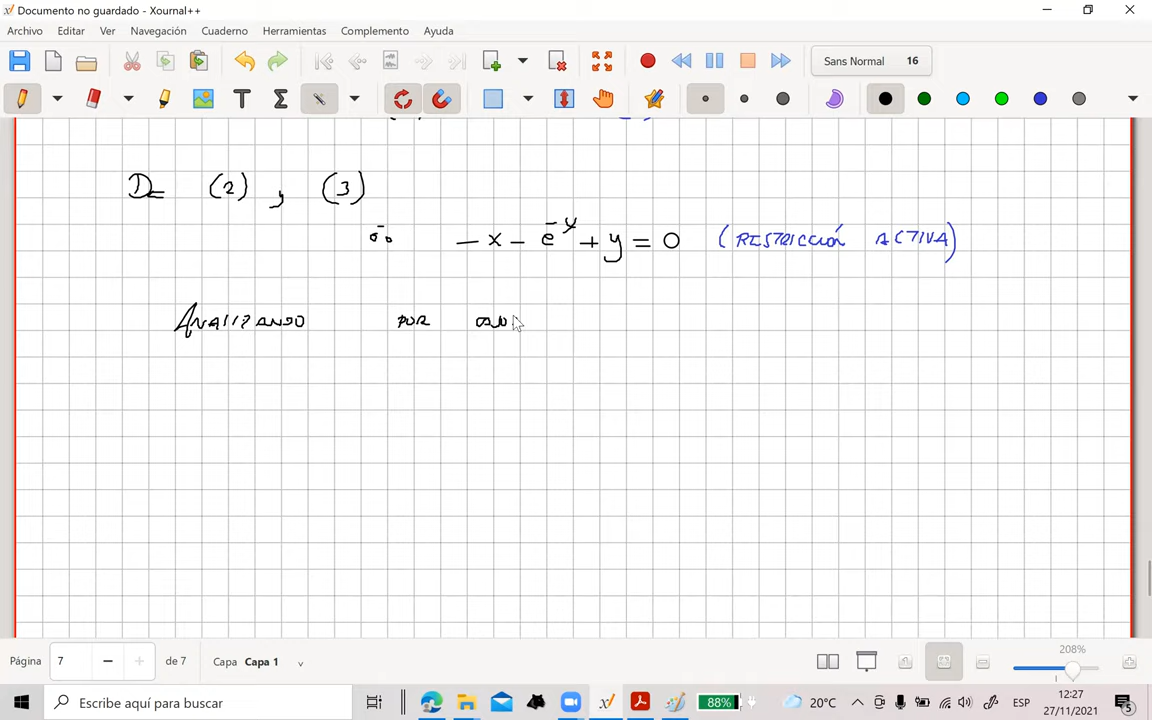 Documento no guardado - Xournal++
Archivo Editar Ver Navegación Cuaderno Herramientas Complemento Ayuda
Sans Normal 16
De (2) y (3)
∴ -x - e^-y + y = 0 (RESTRICCIÓN ACTIVA)
ANALIZANDO POR
Página 7 de 7 Capa Capa 1 208%
Escribe aquí para buscar 88% 20°C ESP 12:27
27/11/2021 5